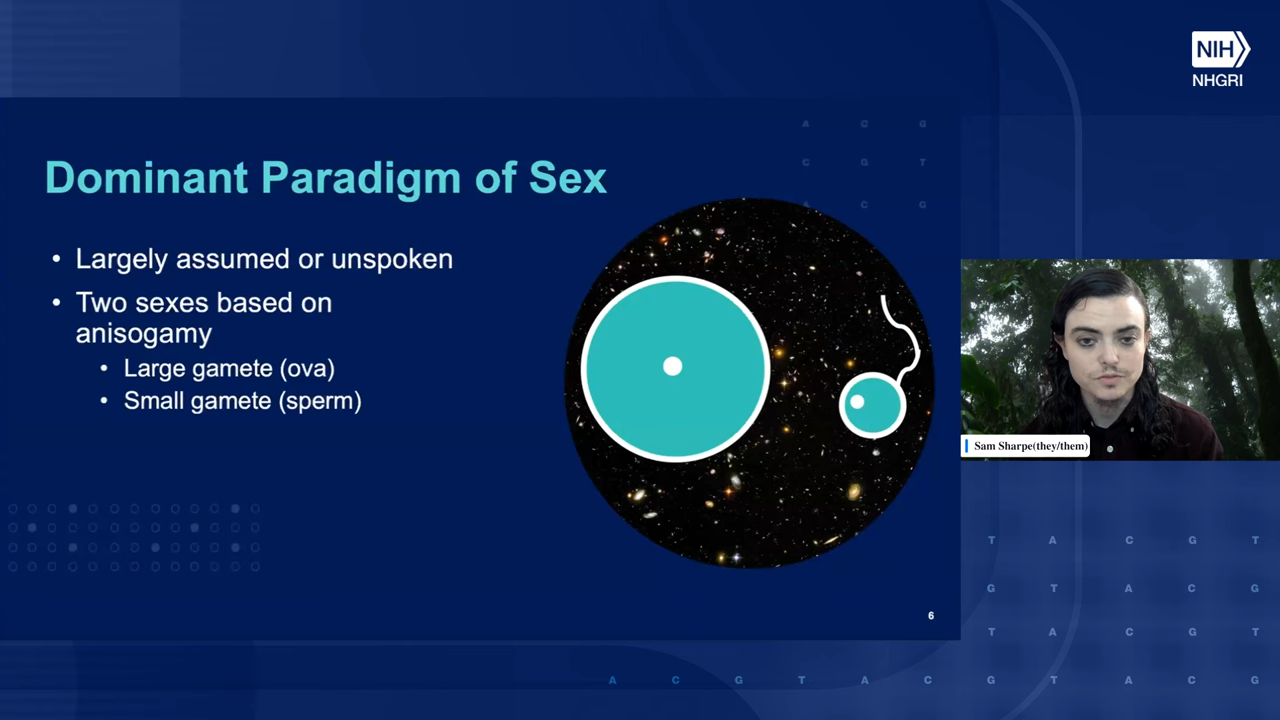 NIH
NHGRI
A C G
C G T
A C G
Dominant Paradigm of Sex
• Largely assumed or unspoken
• Two sexes based on
anisogamy
• Large gamete (ova)
• Small gamete (sperm)
Sam Sharpe(they/them)
6
T A C G T
G T A C G
T A C G T
A C G T A C G T A C G